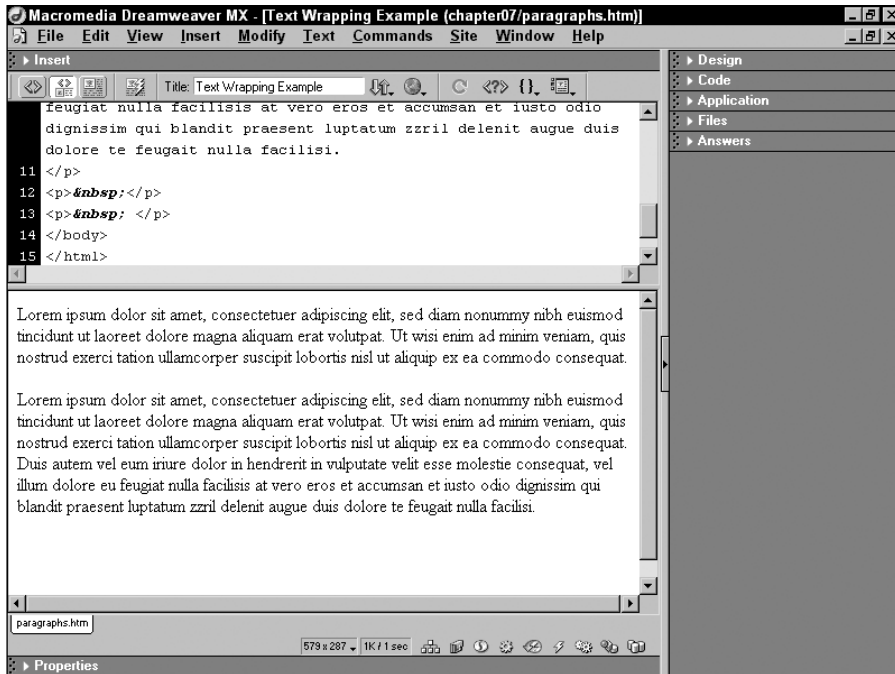 Macromedia Dreamweaver MX - [Text Wrapping Example (chapter07/paragraphs.htm)]
File Edit View Insert Modify Text Commands Site Window Help
Insert
Title: Text Wrapping Example
feugiat nulla facilisis at vero eros et accumsan et iusto odio
dignissim qui blandit praesent luptatum zzril delenit augue duis
dolore te feugait nulla facilisi.
11 </p>
12 <p>&nbsp;</p>
13 <p>&nbsp; </p>
14 </body>
15 </html>
Lorem ipsum dolor sit amet, consectetuer adipiscing elit, sed diam nonummy nibh euismod
tincidunt ut laoreet dolore magna aliquam erat volutpat. Ut wisi enim ad minim veniam, quis
nostrud exerci tation ullamcorper suscipit lobortis nisl ut aliquip ex ea commodo consequat.
Lorem ipsum dolor sit amet, consectetuer adipiscing elit, sed diam nonummy nibh euismod
tincidunt ut laoreet dolore magna aliquam erat volutpat. Ut wisi enim ad minim veniam, quis
nostrud exerci tation ullamcorper suscipit lobortis nisl ut aliquip ex ea commodo consequat.
Duis autem vel eum iriure dolor in hendrerit in vulputate velit esse molestie consequat, vel
illum dolore eu feugiat nulla facilisis at vero eros et accumsan et iusto odio dignissim qui
blandit praesent luptatum zzril delenit augue duis dolore te feugait nulla facilisi.
paragraphs.htm
579 x 287 1K / 1 sec
Properties
Design
Code
Application
Files
Answers